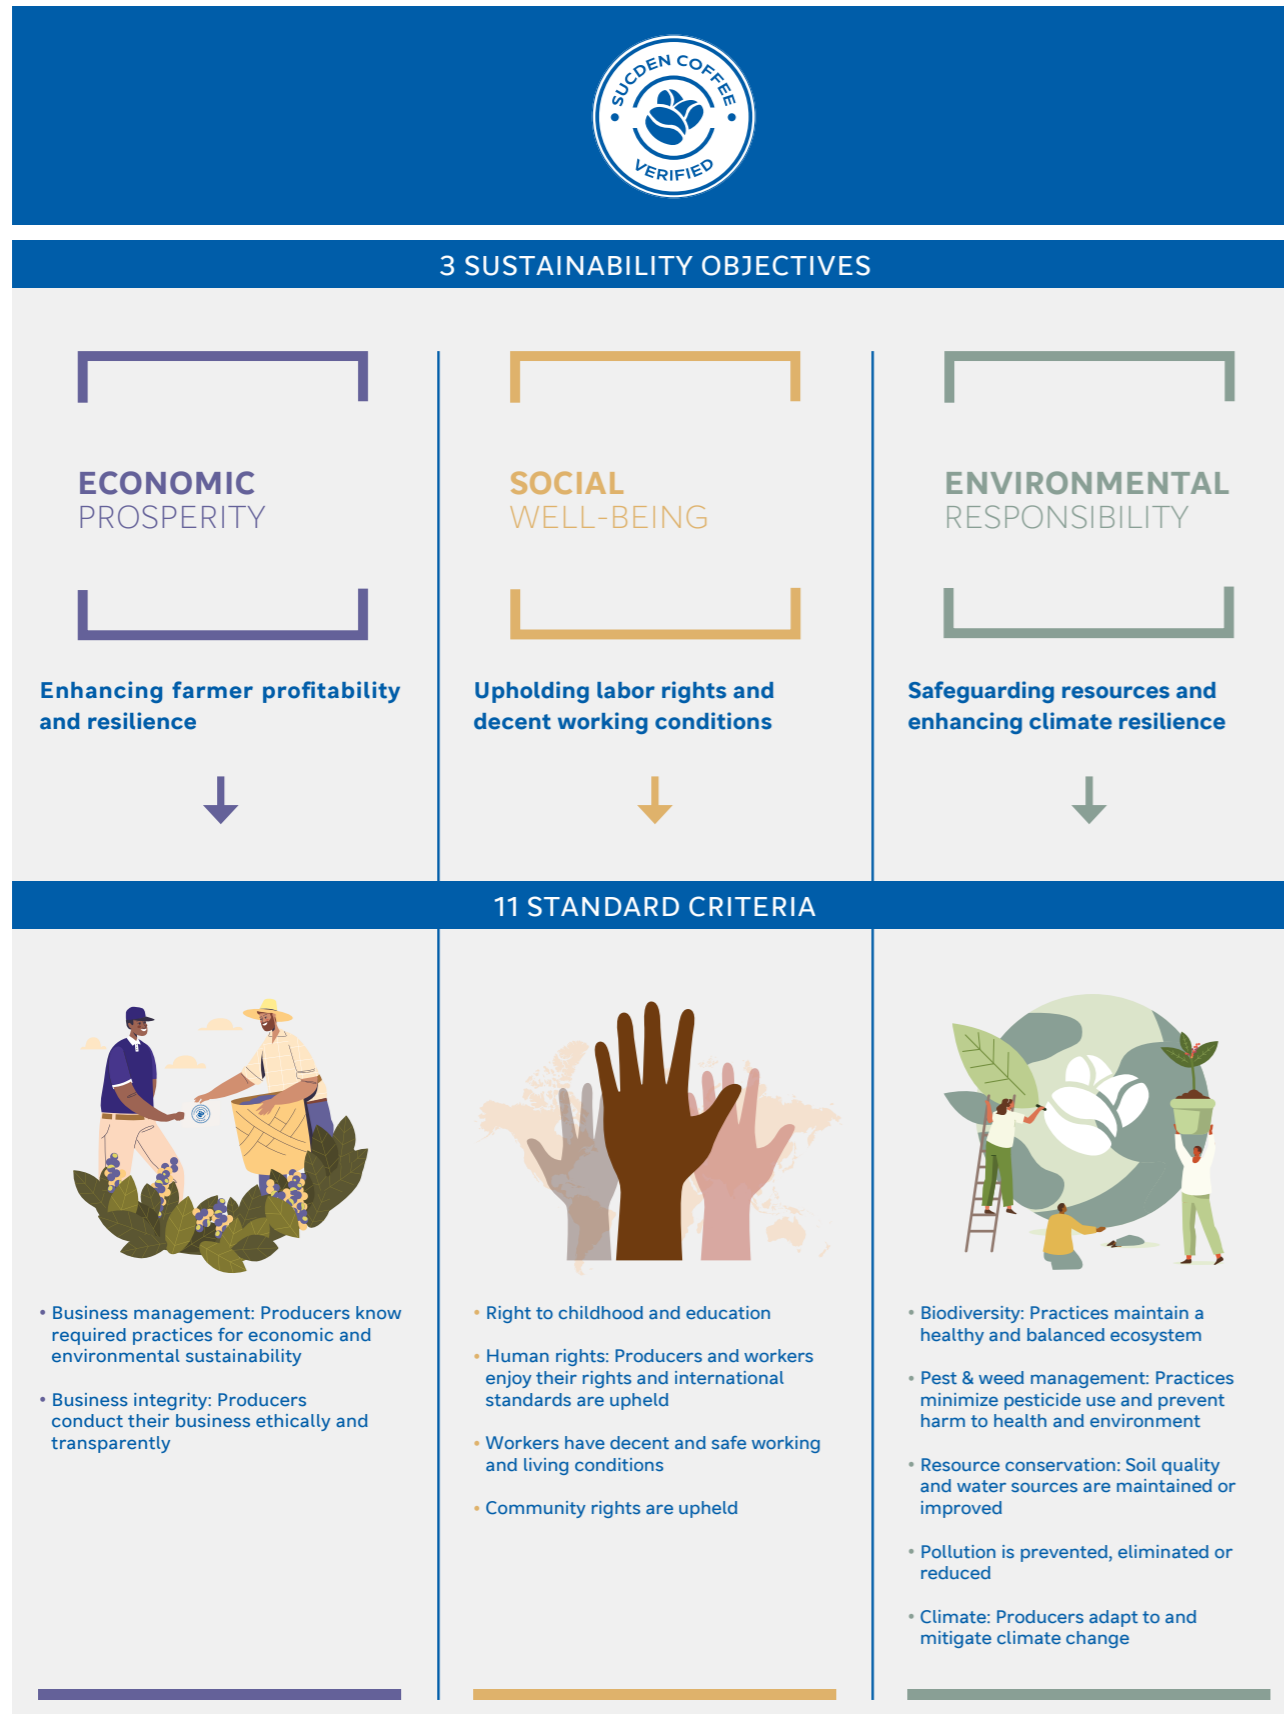 SUCDEN COFFEE
VERIFIED
3 SUSTAINABILITY OBJECTIVES
ECONOMIC
PROSPERITY
Enhancing farmer profitability
and resilience
SOCIAL
WELL-BEING
Upholding labor rights and
decent working conditions
ENVIRONMENTAL
RESPONSIBILITY
Safeguarding resources and
enhancing climate resilience
11 STANDARD CRITERIA
• Business management: Producers know
required practices for economic and
environmental sustainability
• Business integrity: Producers
conduct their business ethically and
transparently
• Right to childhood and education
• Human rights: Producers and workers
enjoy their rights and international
standards are upheld
• Workers have decent and safe working
and living conditions
• Community rights are upheld
• Biodiversity: Practices maintain a
healthy and balanced ecosystem
• Pest & weed management: Practices
minimize pesticide use and prevent
harm to health and environment
• Resource conservation: Soil quality
and water sources are maintained or
improved
• Pollution is prevented, eliminated or
reduced
• Climate: Producers adapt to and
mitigate climate change